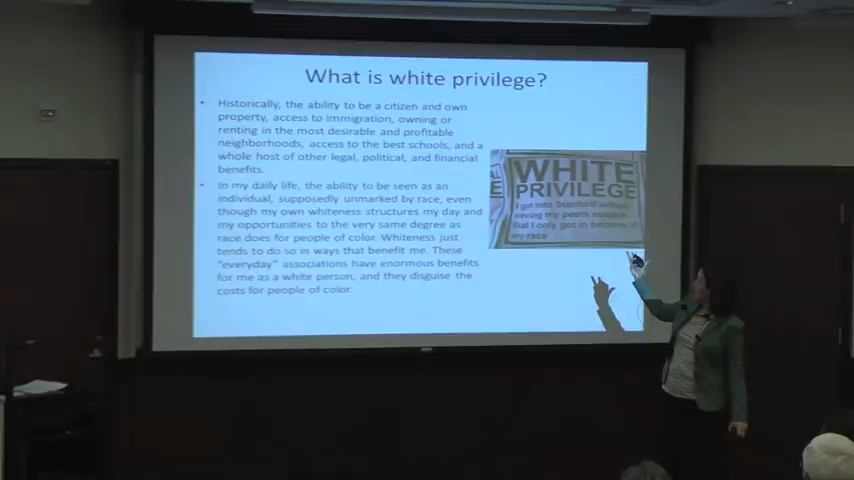 What is white privilege?
• Historically, the ability to be a citizen and own
property, access to immigration, owning or
renting in the most desirable and profitable
neighborhoods, access to the best schools, and a
whole host of other legal, political, and financial
benefits.
• In my daily life, the ability to be seen as an
individual, supposedly unmarked by race, even
though my own whiteness structures my day and
my opportunities to the very same degree as
race does for people of color. Whiteness just
tends to do so in ways that benefit me. These
"everyday" associations have enormous benefits
for me as a white person, and they disguise the
costs for people of color.
WHITE
PRIVILEGE
I got into Stanford without
having my peers suspect
that I only got in because of
my race